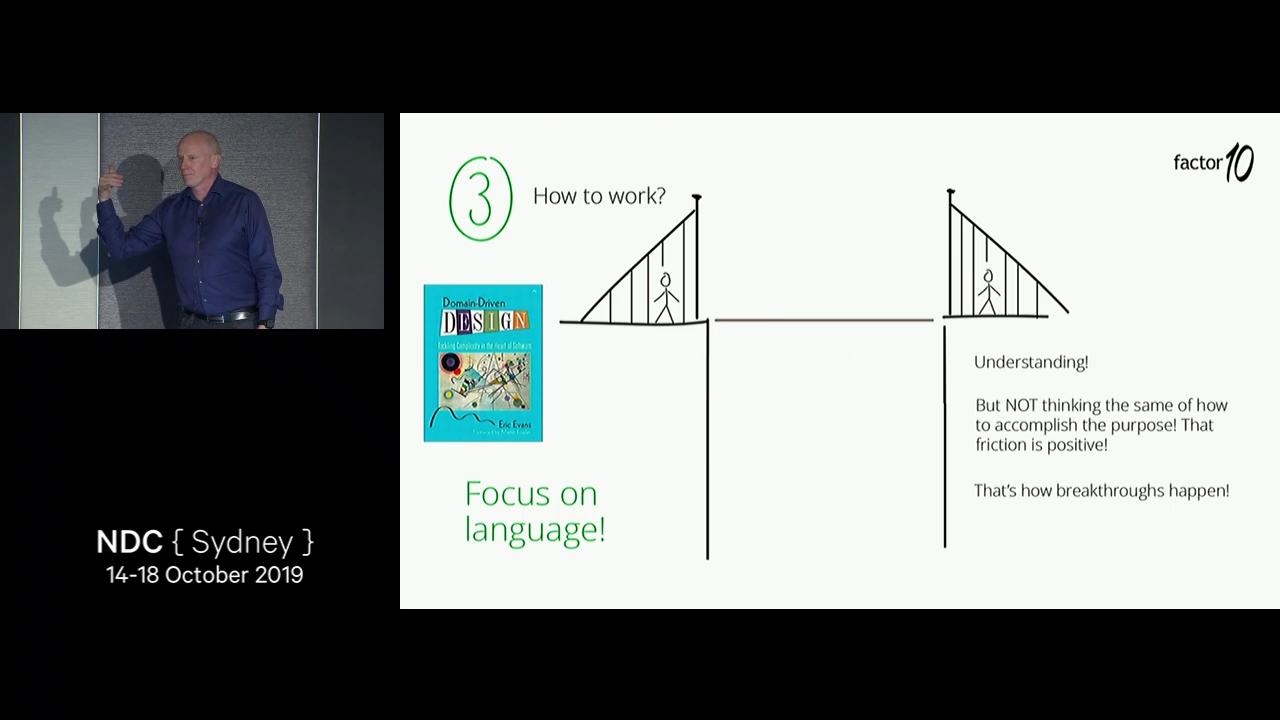 factor10
3 How to work?
Domain-Driven
DESIGN
Tackling Complexity in the Heart of Software
Eric Evans
Understanding!
But NOT thinking the same of how
to accomplish the purpose! That
friction is positive!
That's how breakthroughs happen!
Focus on
language!
NDC { Sydney }
14-18 October 2019